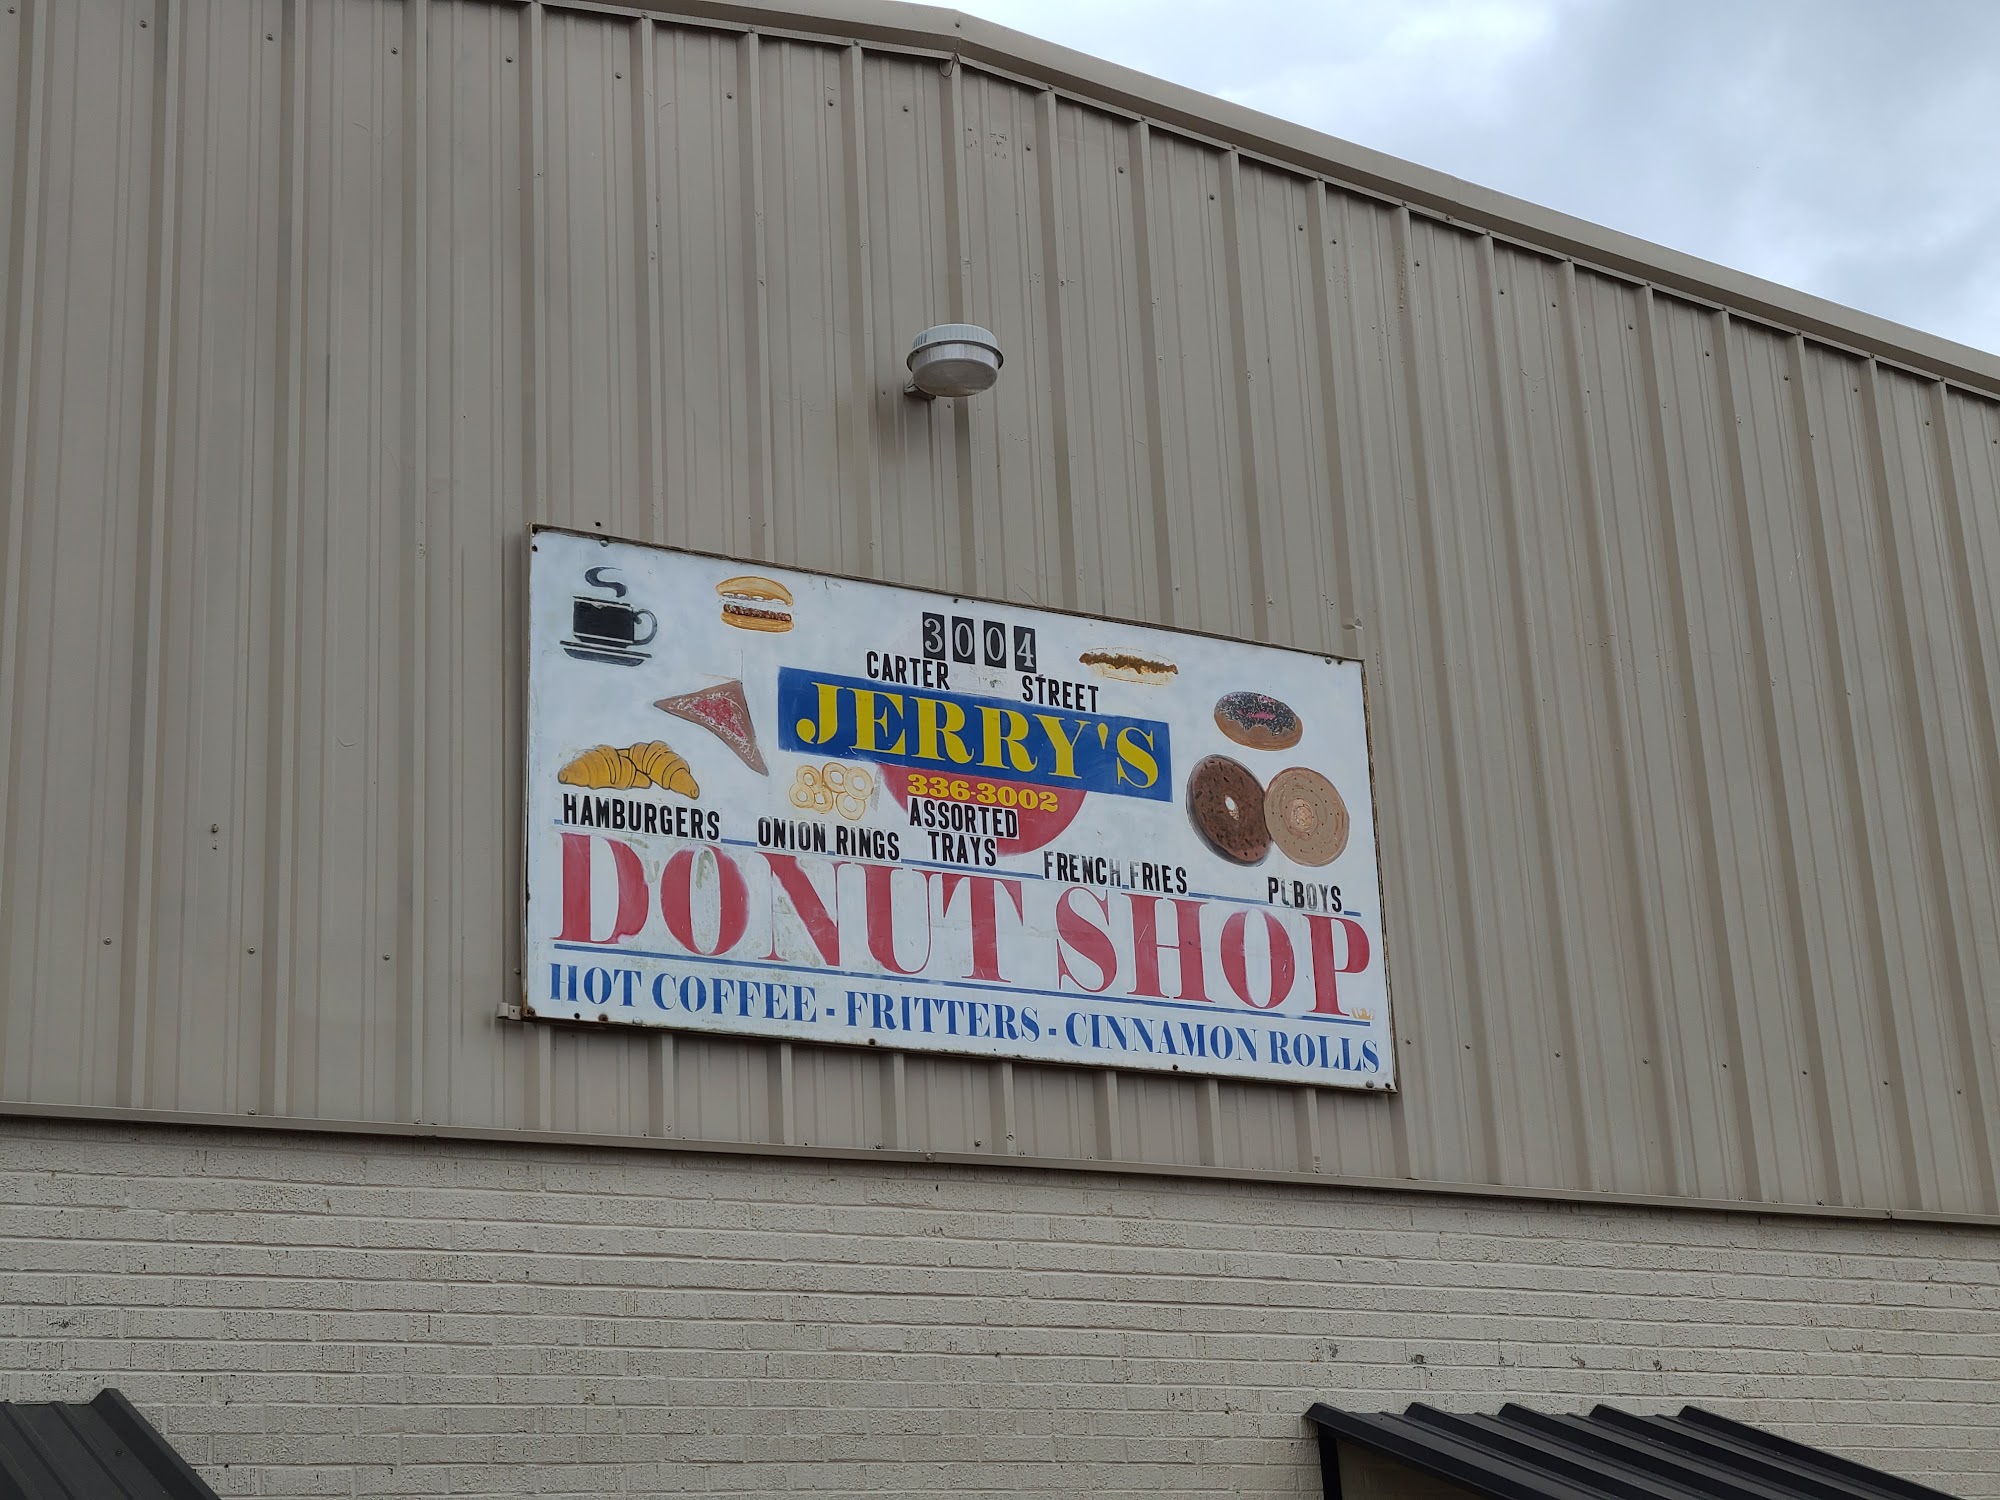 3004
CARTER STREET
JERRY'S
336-3002
HAMBURGERS
ONION RINGS
ASSORTED
TRAYS
FRENCH FRIES
DONUT SHOP
HOT COFFEE - FRITTERS - CINNAMON ROLLS